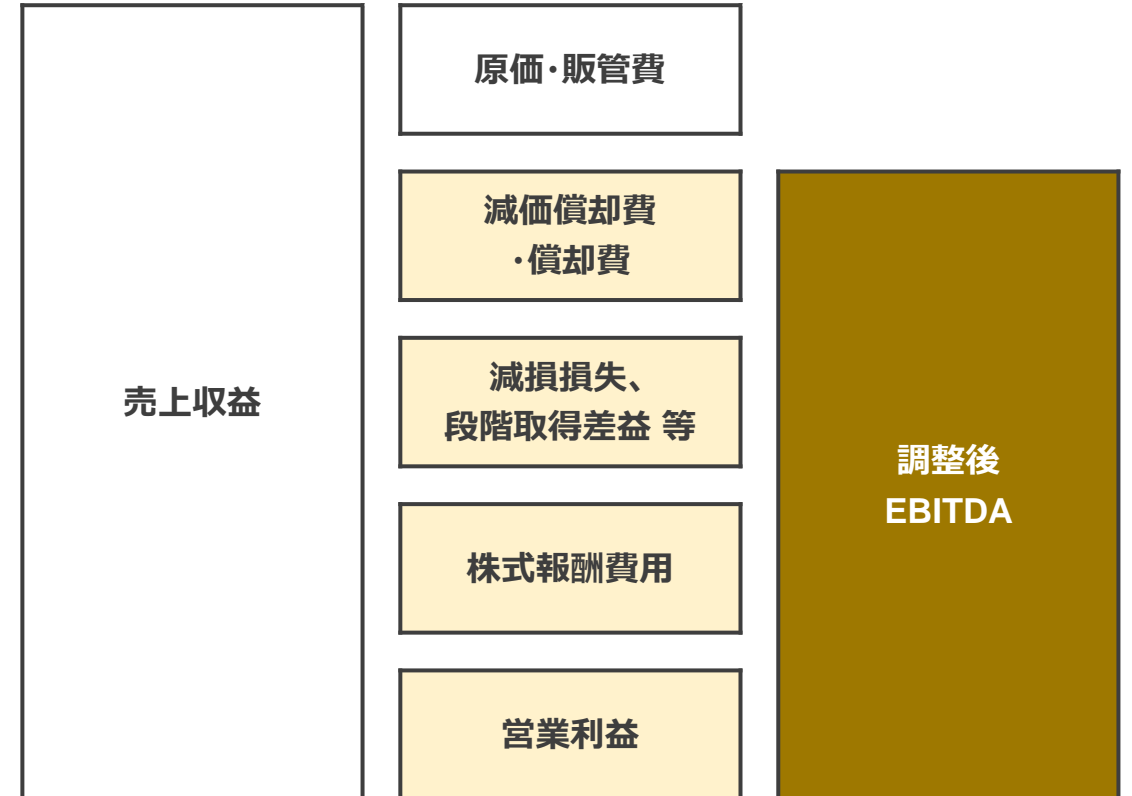 売上収益
原価・販管費
減価償却費
・償却費
減損損失、
段階取得差益 等
株式報酬費用
営業利益
調整後
EBITDA